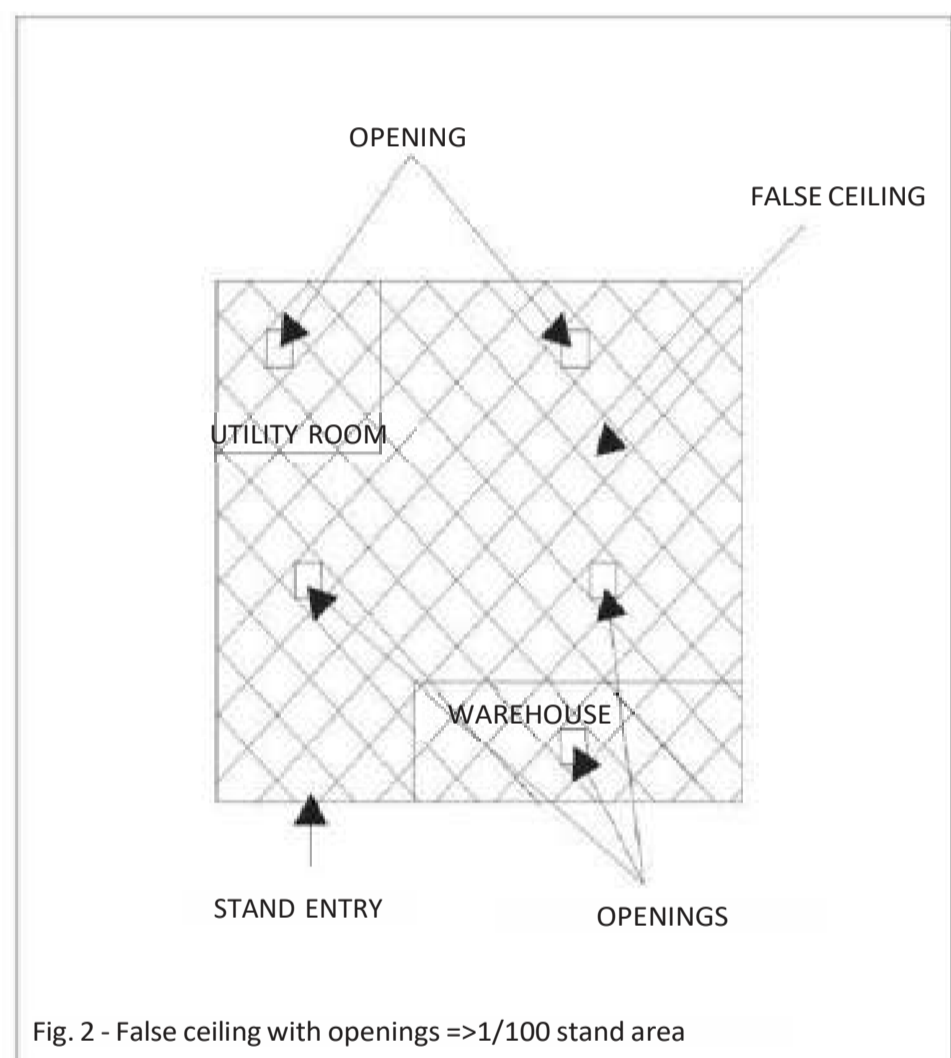 OPENING
FALSE CEILING
UTILITY ROOM
WAREHOUSE
STAND ENTRY
OPENINGS
Fig. 2 - False ceiling with openings =>1/100 stand area